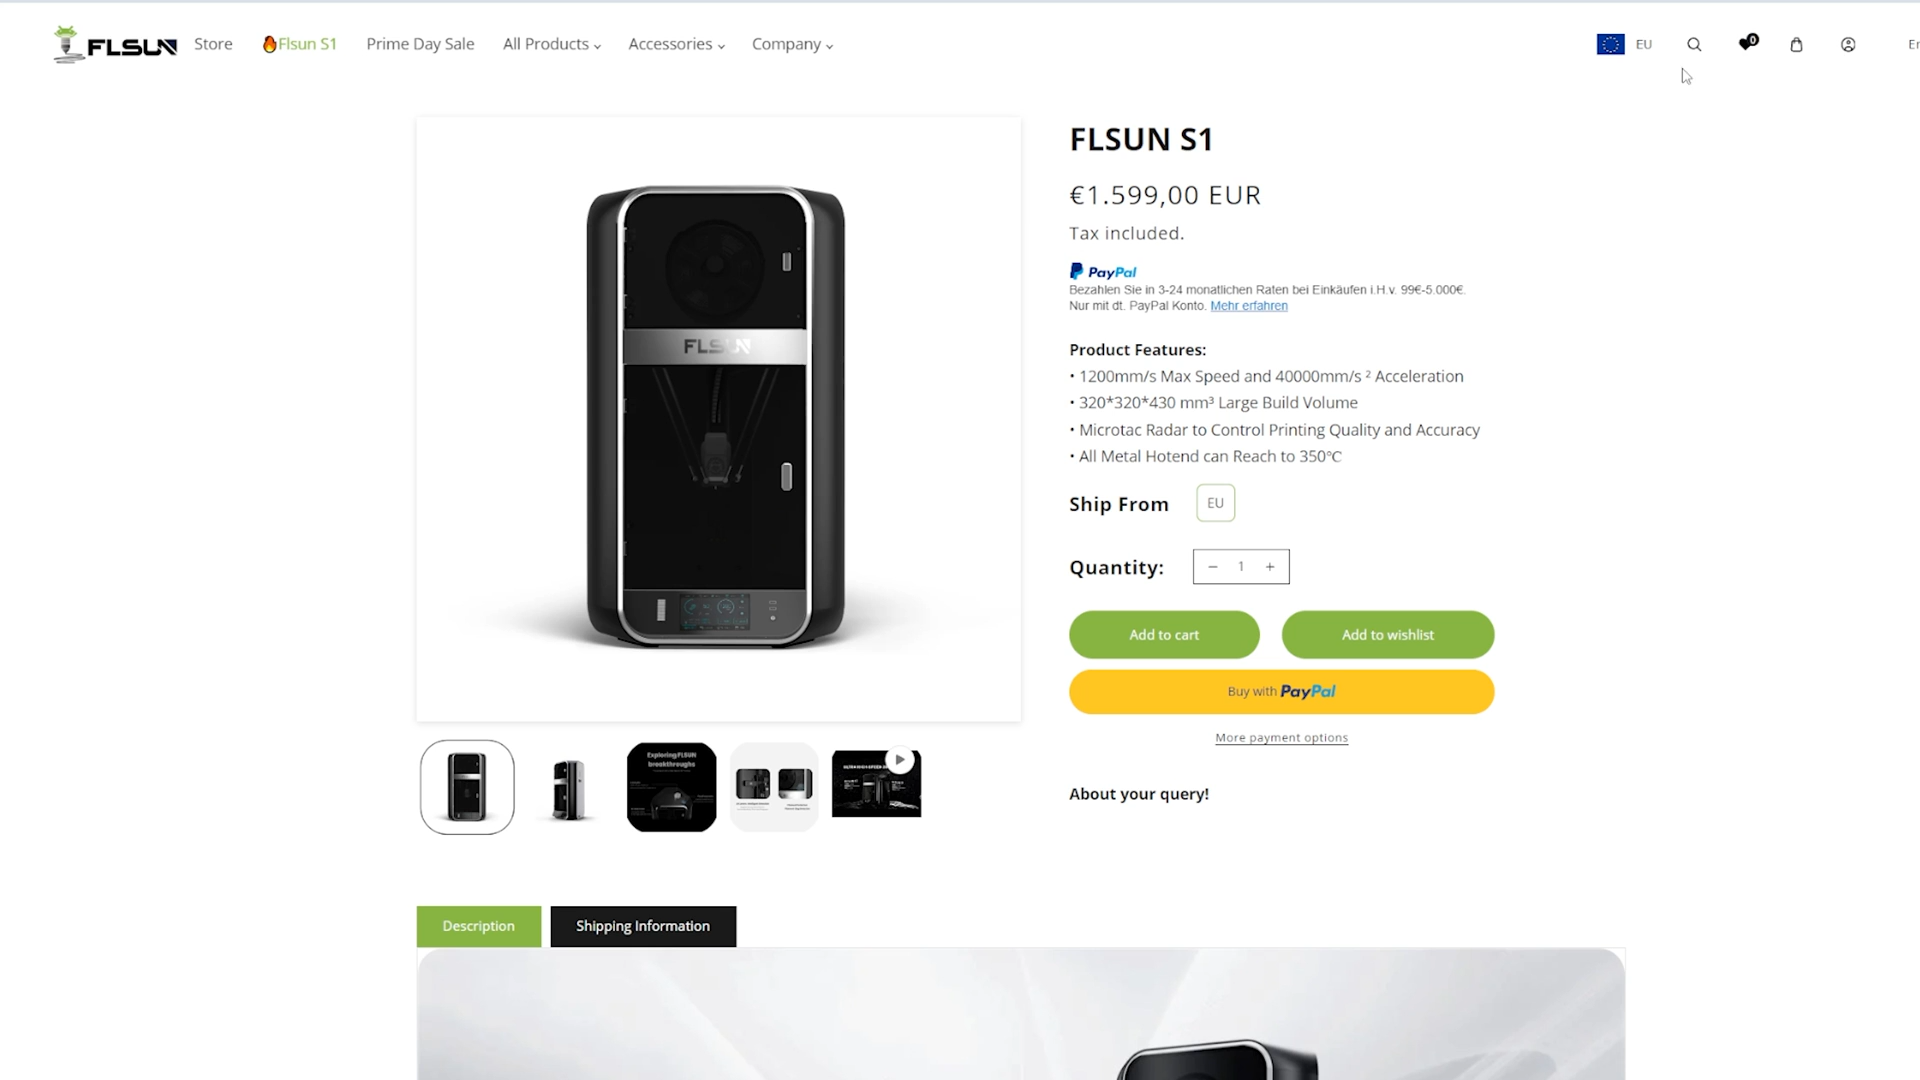 FLSUN
Store
Flsun S1
Prime Day Sale
All Products
Accessories
Company
EU
0
FLSUN S1
€1.599,00 EUR
Tax included.
PayPal
Bezahlen Sie in 3-24 monatlichen Raten bei Einkäufen i.H.v. 99€-5.000€.
Nur mit dt. PayPal Konto. Mehr erfahren
Product Features:
• 1200mm/s Max Speed and 40000mm/s ² Acceleration
• 320*320*430 mm³ Large Build Volume
• Microtac Radar to Control Printing Quality and Accuracy
• All Metal Hotend can Reach to 350℃
FLSUN
Ship From EU
Quantity: − 1 +
Add to cart
Add to wishlist
Buy with PayPal
More payment options
Exploring FLSUN
breakthroughs
About your query!
Description
Shipping Information